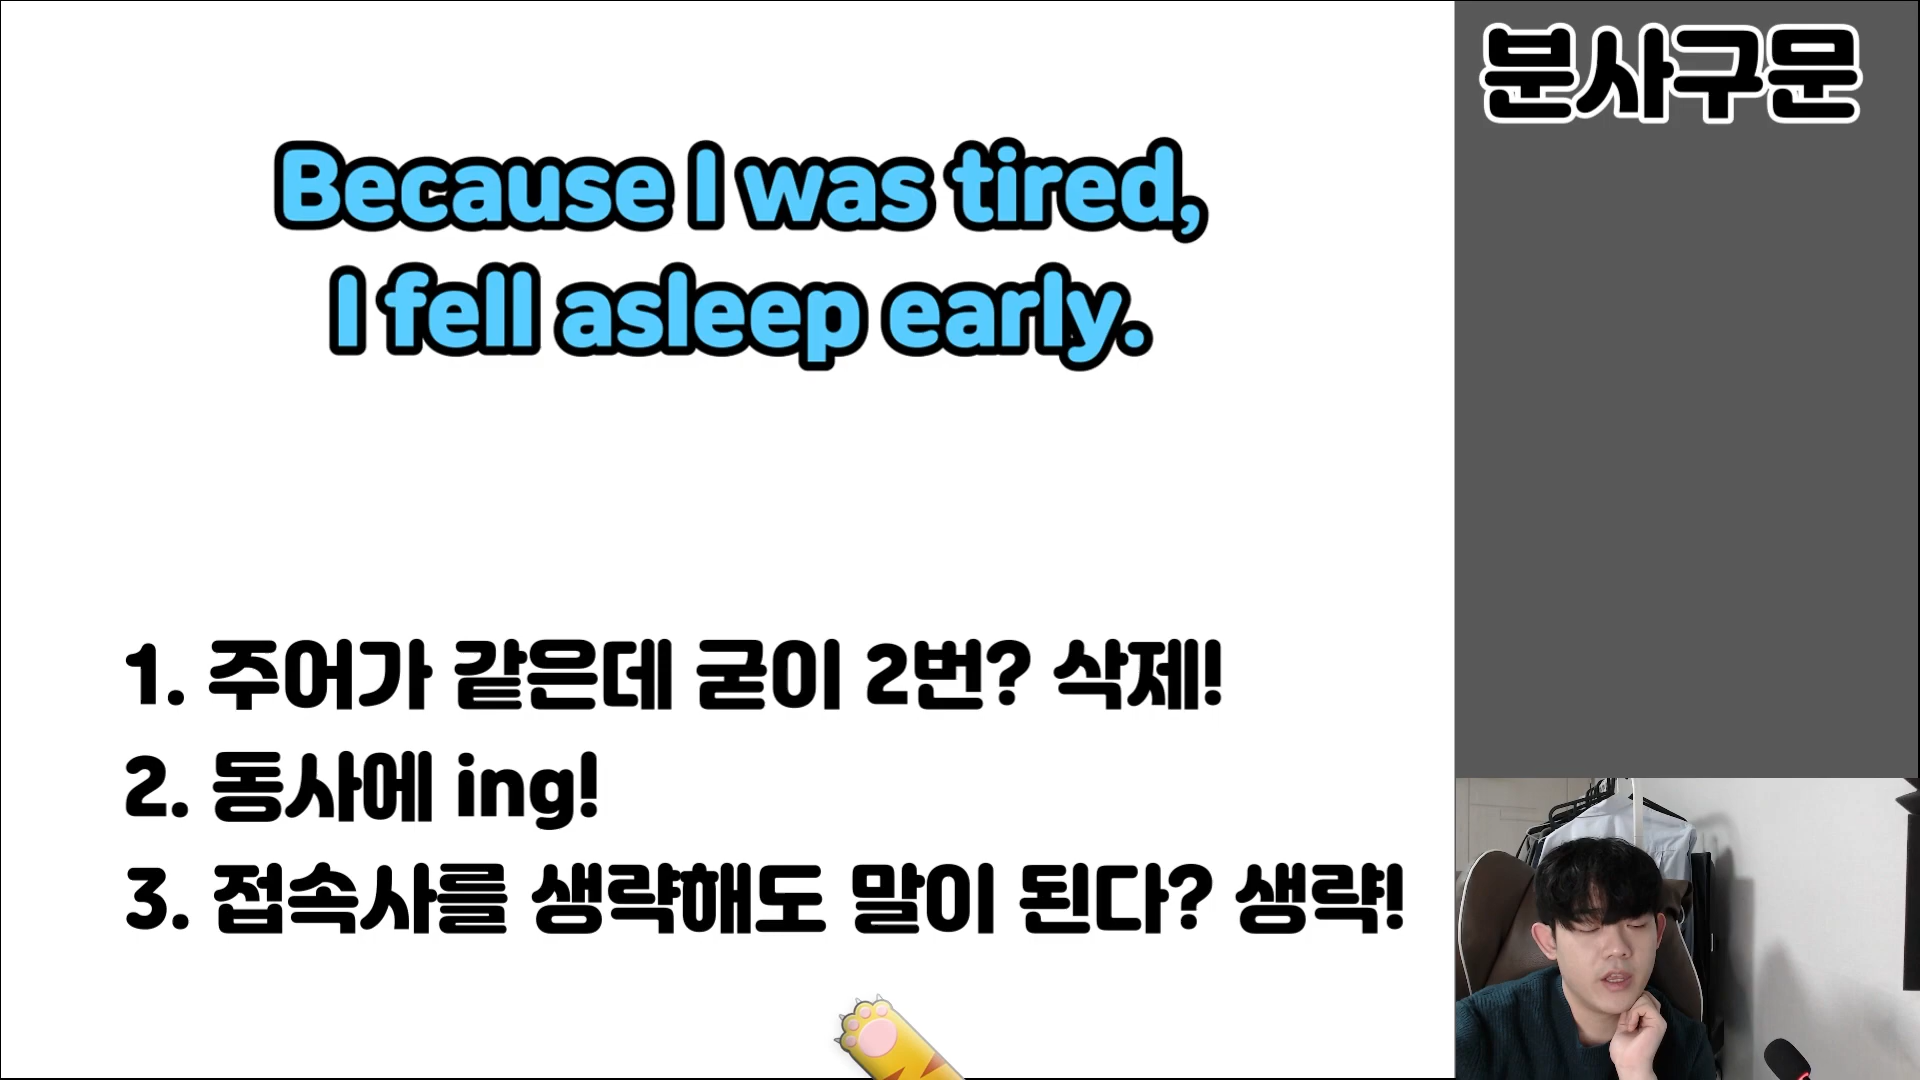 분사구문
Because I was tired,
I fell asleep early.
1. 주어가 같은데 굳이 2번? 삭제!
2. 동사에 ing!
3. 접속사를 생략해도 말이 된다? 생략!